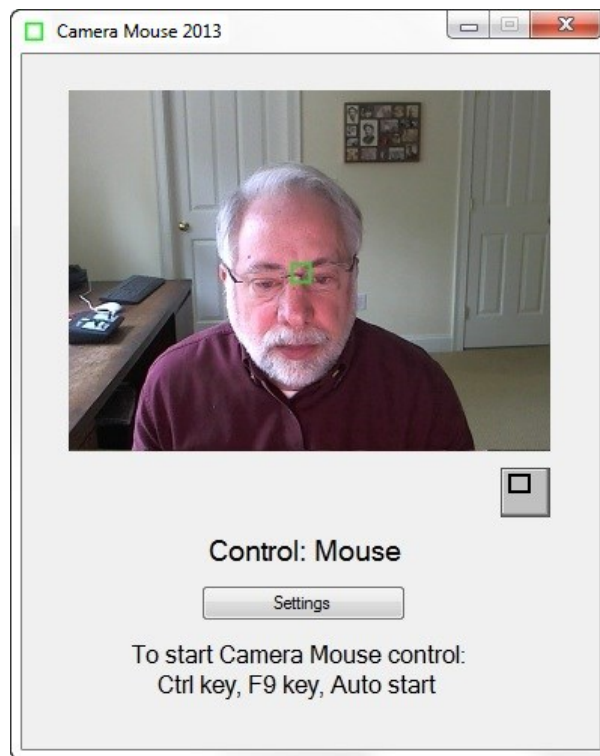 Camera Mouse 2013
Control: Mouse
Settings
To start Camera Mouse control:
Ctrl key, F9 key, Auto start